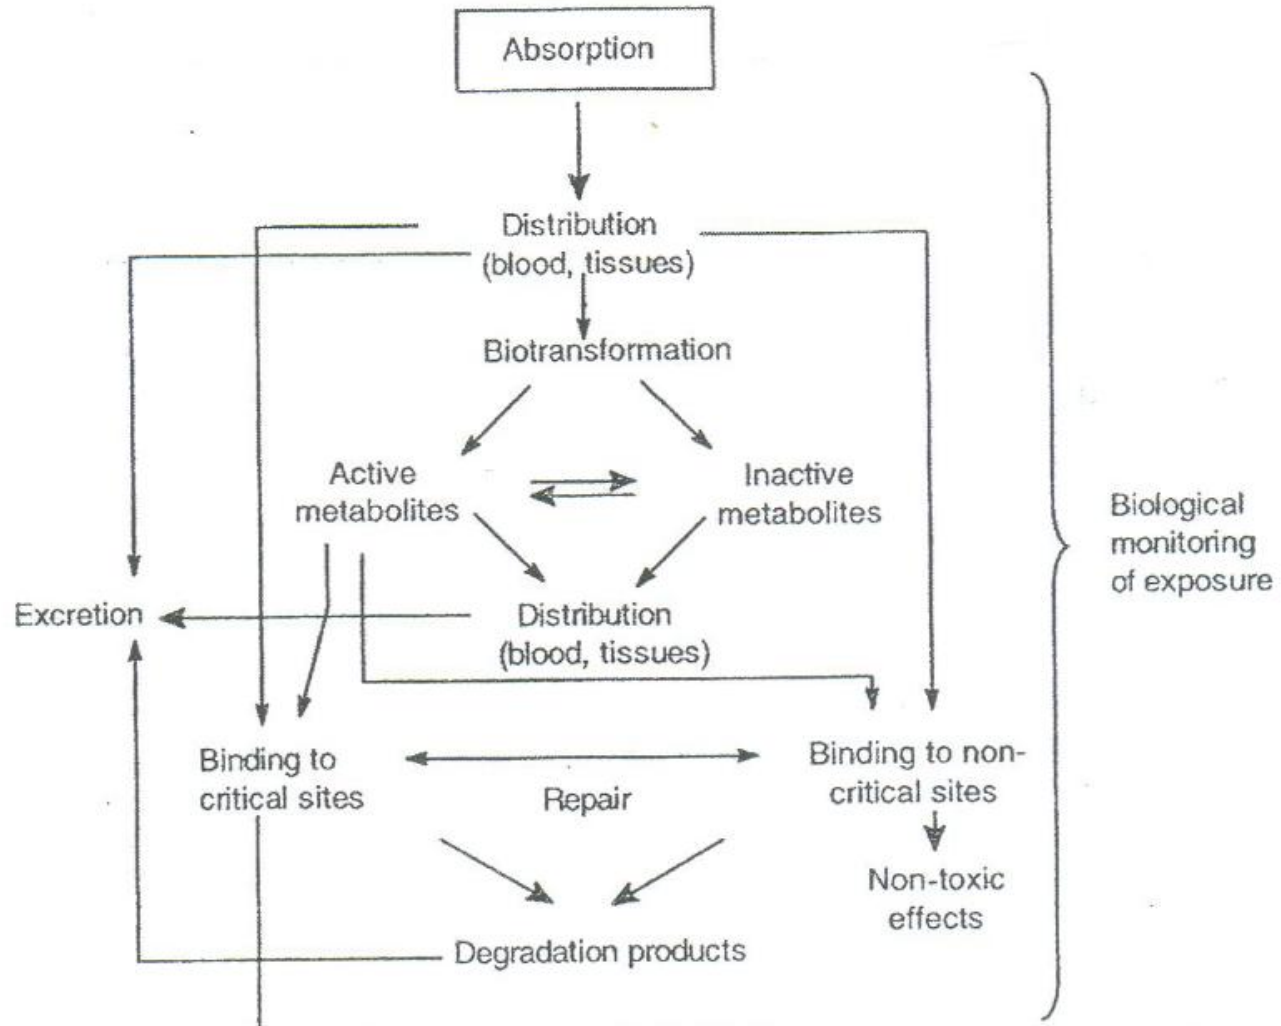 Absorption
Distribution
(blood, tissues)
Biotransformation
Active
metabolites
Inactive
metabolites
Biological
monitoring
of exposure
Excretion
Distribution
(blood, tissues)
Binding to
critical sites
Repair
Binding to non-
critical sites
Non-toxic
effects
Degradation products